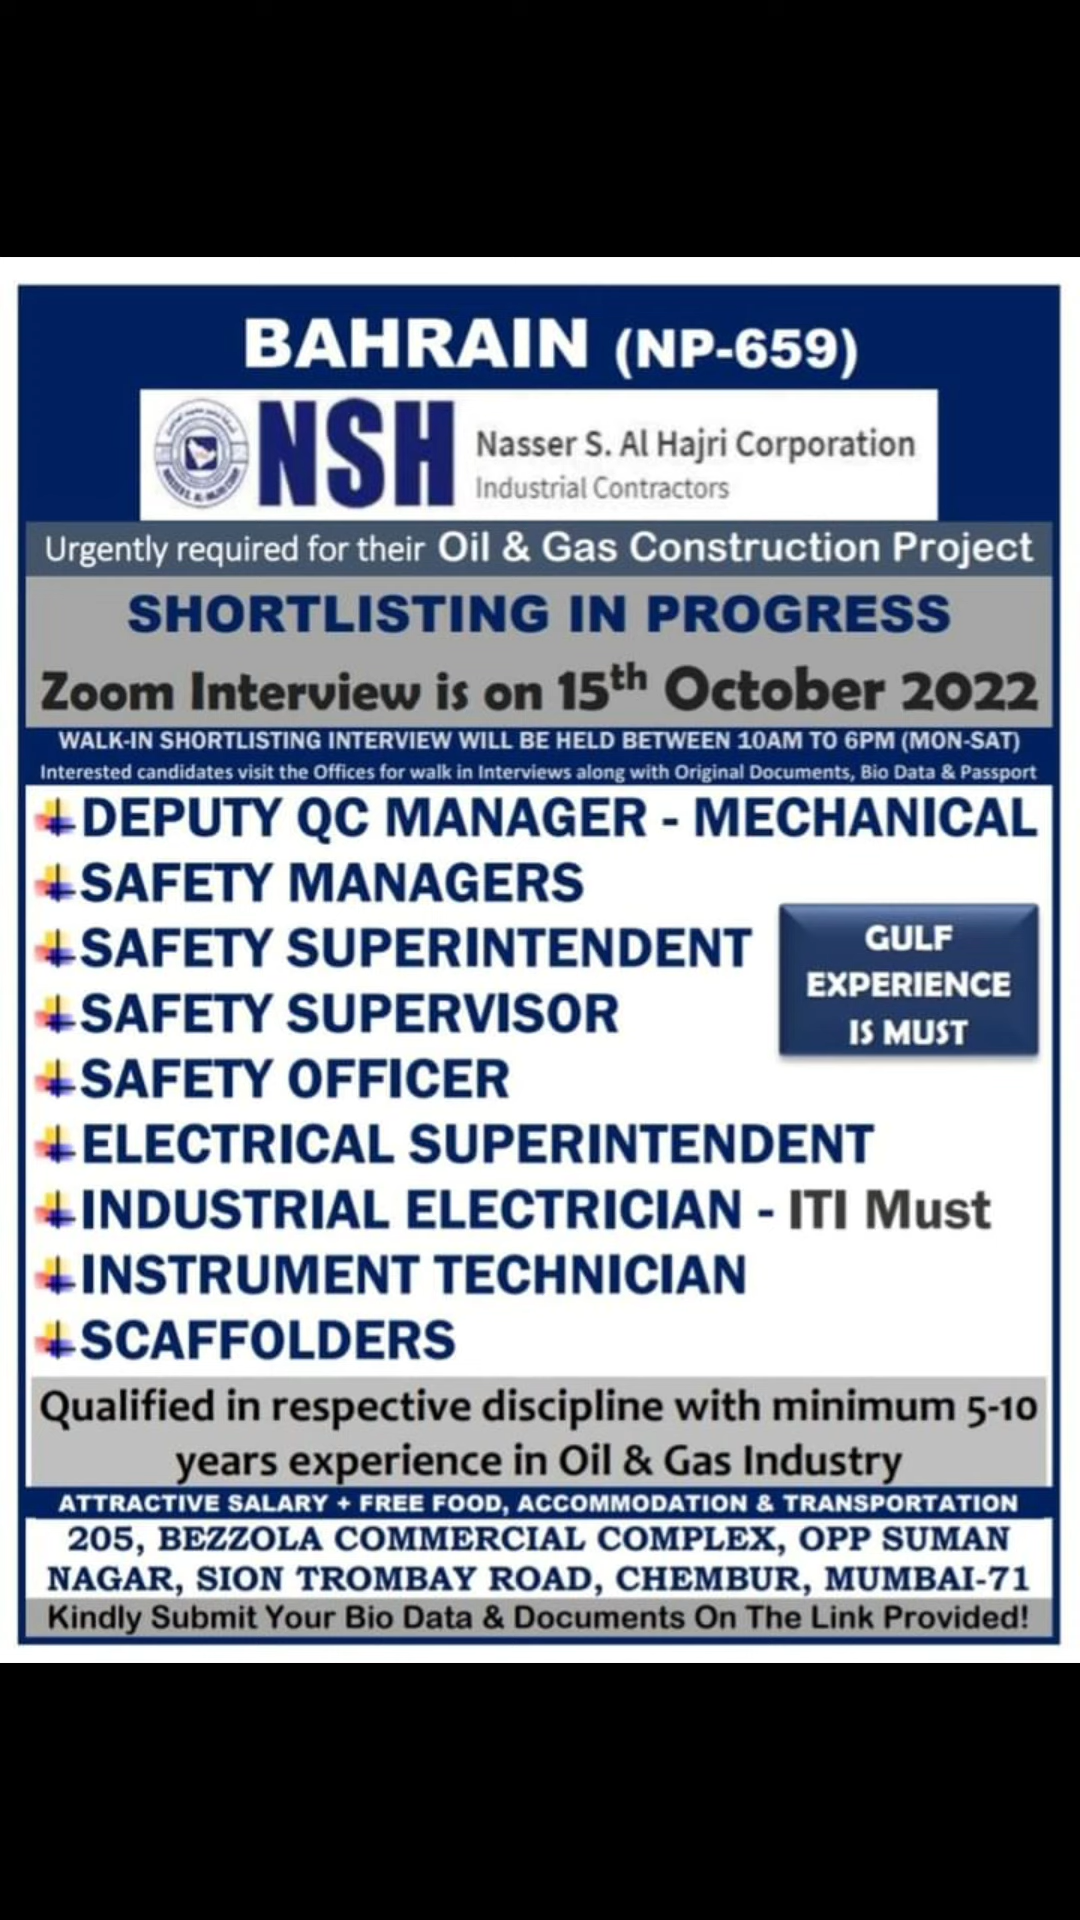 BAHRAIN (NP-659)
NSH
Nasser S. Al Hajri Corporation
Industrial Contractors
Urgently required for their Oil & Gas Construction Project
SHORTLISTING IN PROGRESS
Zoom Interview is on 15th October 2022
WALK-IN SHORTLISTING INTERVIEW WILL BE HELD BETWEEN 10AM TO 6PM (MON-SAT)
Interested candidates visit the Offices for walk in Interviews along with Original Documents, Bio Data & Passport
DEPUTY QC MANAGER - MECHANICAL
SAFETY MANAGERS
SAFETY SUPERINTENDENT
SAFETY SUPERVISOR
SAFETY OFFICER
GULF
EXPERIENCE
IS MUST
ELECTRICAL SUPERINTENDENT
INDUSTRIAL ELECTRICIAN - ITI Must
INSTRUMENT TECHNICIAN
SCAFFOLDERS
Qualified in respective discipline with minimum 5-10
years experience in Oil & Gas Industry
ATTRACTIVE SALARY + FREE FOOD, ACCOMMODATION & TRANSPORTATION
205, BEZZOLA COMMERCIAL COMPLEX, OPP SUMAN
NAGAR, SION TROMBAY ROAD, CHEMBUR, MUMBAI-71
Kindly Submit Your Bio Data & Documents On The Link Provided!